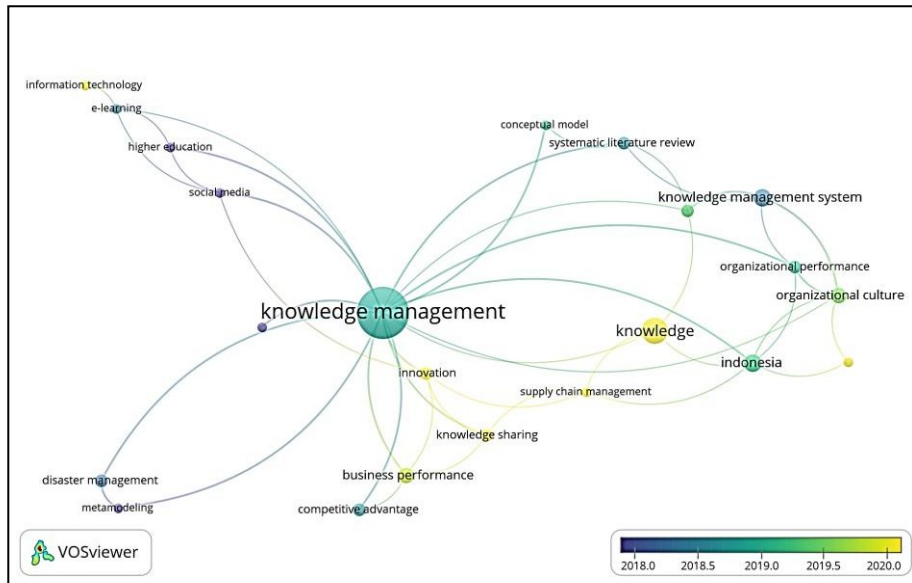 information technology
e-learning
higher education
social media
conceptual model
systematic literature review
knowledge management system
organizational performance
organizational culture
knowledge management
knowledge
indonesia
innovation
supply chain management
knowledge sharing
business performance
competitive advantage
disaster management
metamodeling
VOSviewer
2018.0 2018.5 2019.0 2019.5 2020.0